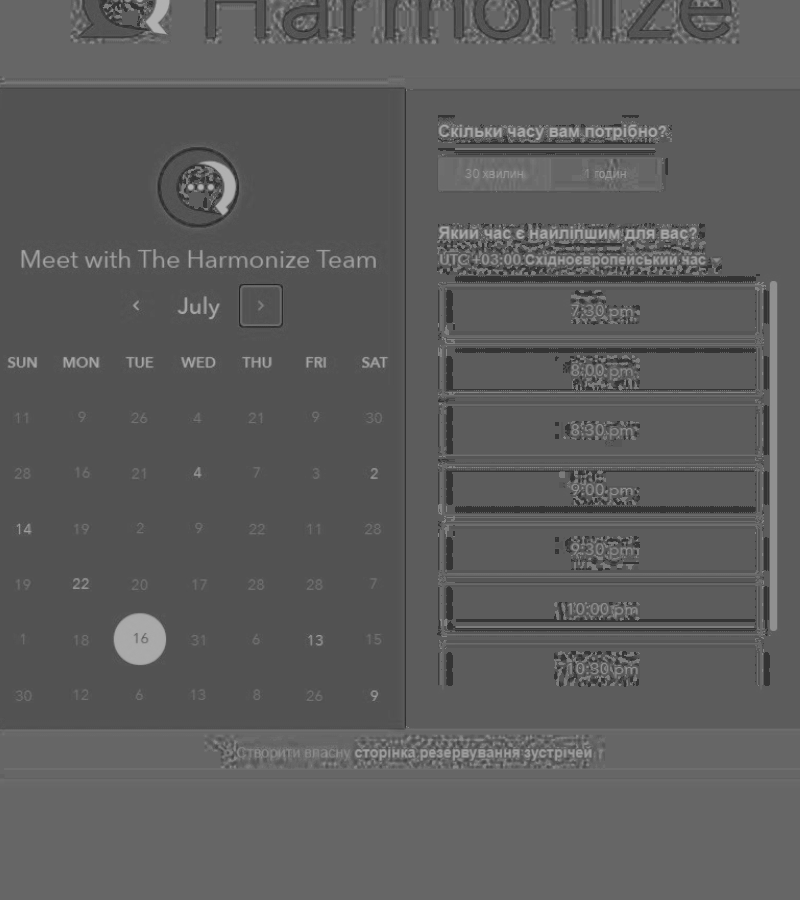 Harmonize
Meet with The Harmonize Team
July
SUN MON TUE WED THU FRI SAT
11 9 26 4 21 9 30
28 16 21 4 7 3 2
14 19 2 9 22 11 28
19 22 20 17 28 28 7
1 18 16 31 6 13 15
30 12 6 13 8 26 9
Скільки часу вам потрібно?
30 хвилин 1 годин
Який час є найліпшим для вас?
UTC +03:00 Східноєвропейський час
7:30 pm
8:00 pm
8:30 pm
9:00 pm
9:30 pm
10:00 pm
10:30 pm
Створити власну сторінка резервування зустрічей